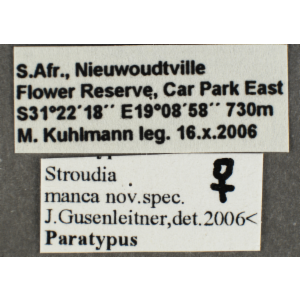 S.Afr., Nieuwoudtville
Flower Reserve, Car Park East
S31°22´18´´ E19°08´58´´ 730m
M. Kuhlmann leg. 16.x.2006
Stroudia ♀
manca nov.spec.
J.Gusenleitner,det.2006<
Paratypus